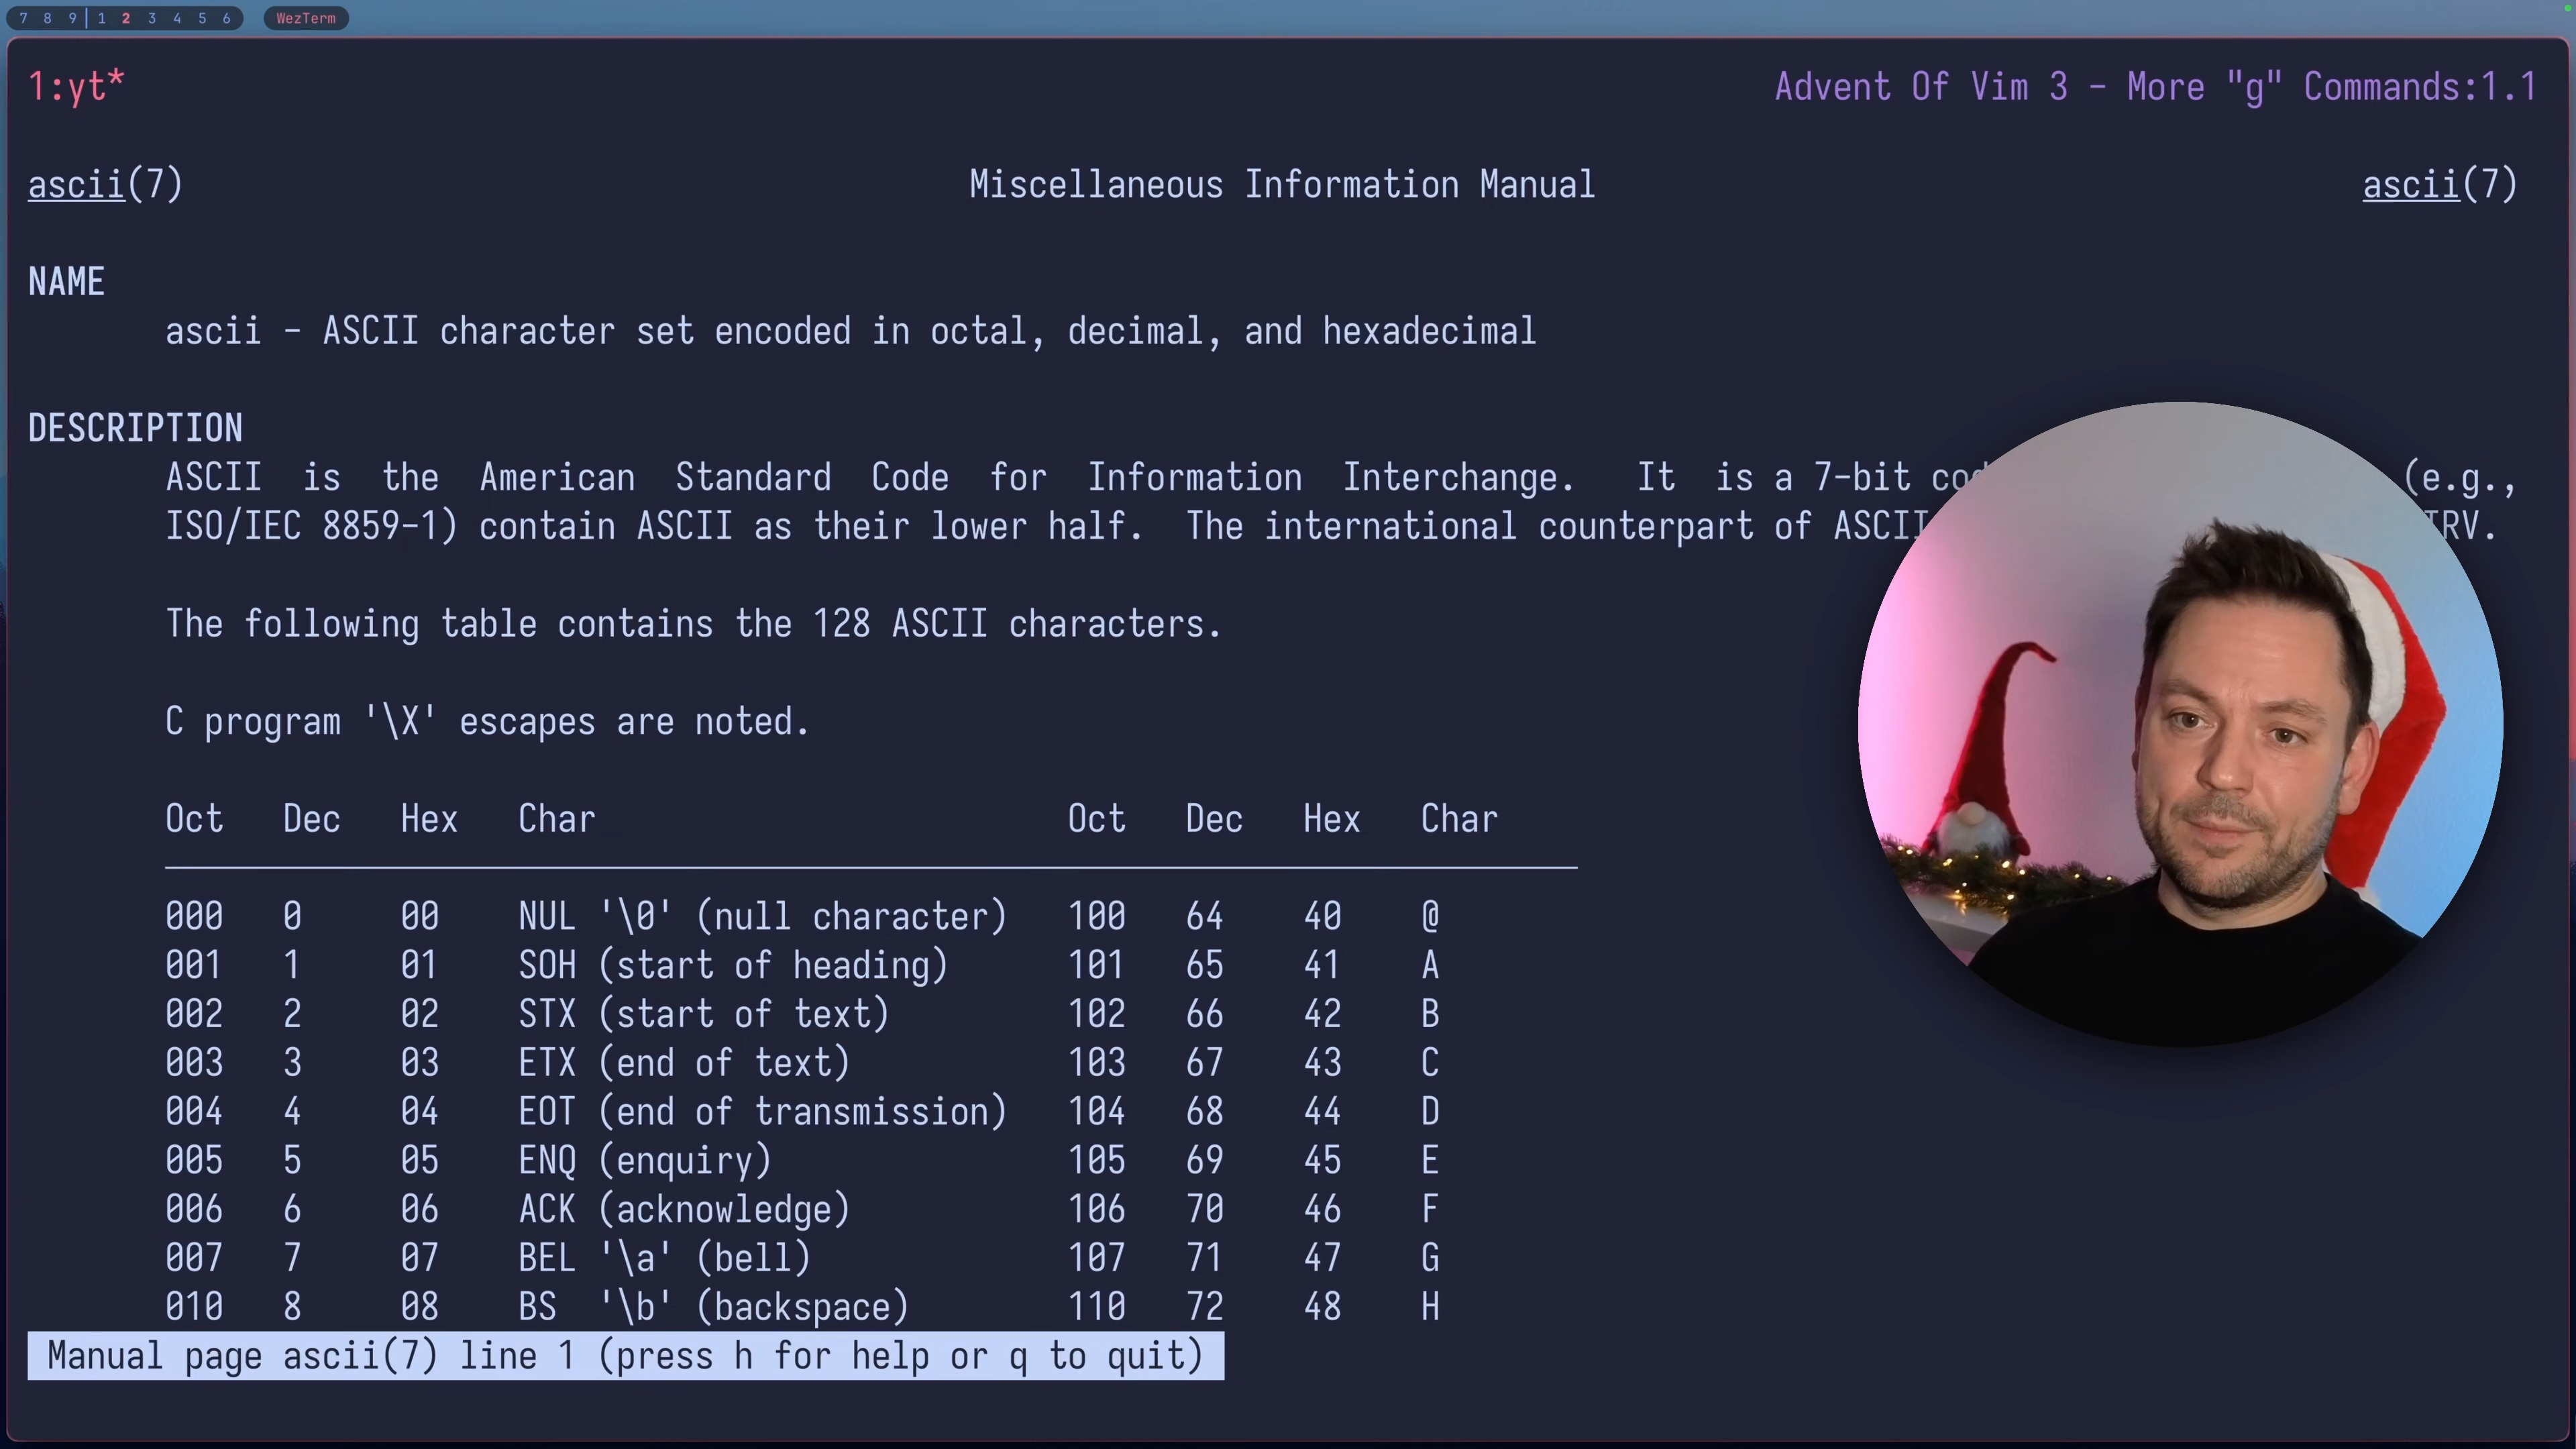 7 8 9 | 1 2 3 4 5 6 WezTerm
1:yt* Advent Of Vim 3 - More "g" Commands:1.1
ascii(7) Miscellaneous Information Manual ascii(7)
NAME
ascii - ASCII character set encoded in octal, decimal, and hexadecimal
DESCRIPTION
ASCII is the American Standard Code for Information Interchange. It is a 7-bit (e.g.,
ISO/IEC 8859-1) contain ASCII as their lower half. The international counterpart of ASCII IRV.
The following table contains the 128 ASCII characters.
C program '\X' escapes are noted.
Oct Dec Hex Char Oct Dec Hex Char
000 0 00 NUL '\0' (null character) 100 64 40 @
001 1 01 SOH (start of heading) 101 65 41 A
002 2 02 STX (start of text) 102 66 42 B
003 3 03 ETX (end of text) 103 67 43 C
004 4 04 EOT (end of transmission) 104 68 44 D
005 5 05 ENQ (enquiry) 105 69 45 E
006 6 06 ACK (acknowledge) 106 70 46 F
007 7 07 BEL '\a' (bell) 107 71 47 G
010 8 08 BS '\b' (backspace) 110 72 48 H
Manual page ascii(7) line 1 (press h for help or q to quit)